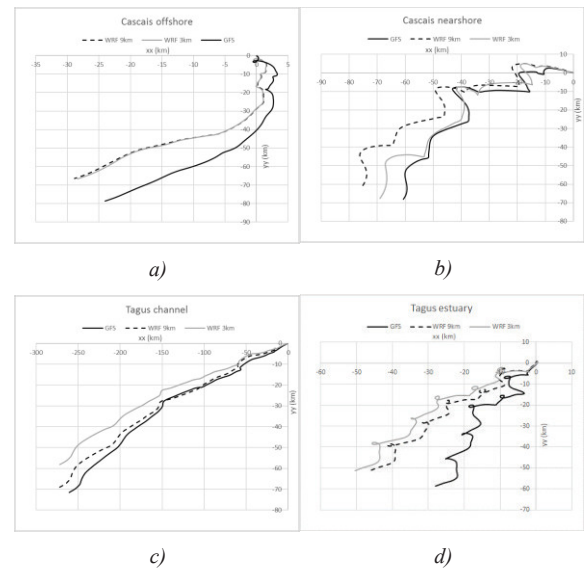 Cascais offshore
WRF 9km WRF 3km GFS
xx (km)
-35 -30 -25 -20 -15 -10 -5 0 5
0
-10
-20
-30
-40
-50
-60
-70
-80
-90
yy (km)
a)
Cascais nearshore
GFS WRF 9km WRF 3km
xx (km)
-90 -80 -70 -60 -50 -40 -30 -20 -10 0
10
0
-10
-20
-30
-40
-50
-60
-70
-80
yy (km)
b)
Tagus channel
GFS WRF 9km WRF 3km
xx (km)
-300 -250 -200 -150 -100 -50 0
0
-10
-20
-30
-40
-50
-60
-70
-80
yy (km)
c)
Tagus estuary
GFS WRF 9km WRF 3km
xx (km)
-60 -50 -40 -30 -20 -10 0 10
10
0
-10
-20
-30
-40
-50
-60
-70
yy (km)
d)